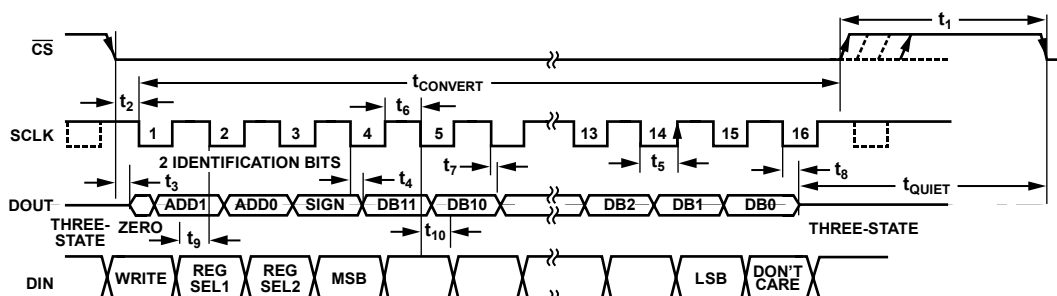 t1
CS
tCONVERT
t2
t6
SCLK
1 2 3 4 5 13 14 15 16
2 IDENTIFICATION BITS
t3 t4 t7 t5 t8
tQUIET
DOUT
ADD1 ADD0 SIGN DB11 DB10 DB2 DB1 DB0
THREE-
STATE
ZERO
THREE-STATE
t9 t10
DIN
WRITE
REG
SEL1
REG
SEL2
MSB
LSB
DON'T
CARE